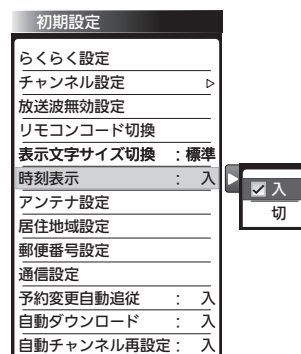 初期設定
らくらく設定
チャンネル設定
放送波無効設定
リモコンコード切換
表示文字サイズ切換 : 標準
時刻表示 : 入
入
切
アンテナ設定
居住地域設定
郵便番号設定
通信設定
予約変更自動追従 : 入
自動ダウンロード : 入
自動チャンネル再設定 : 入